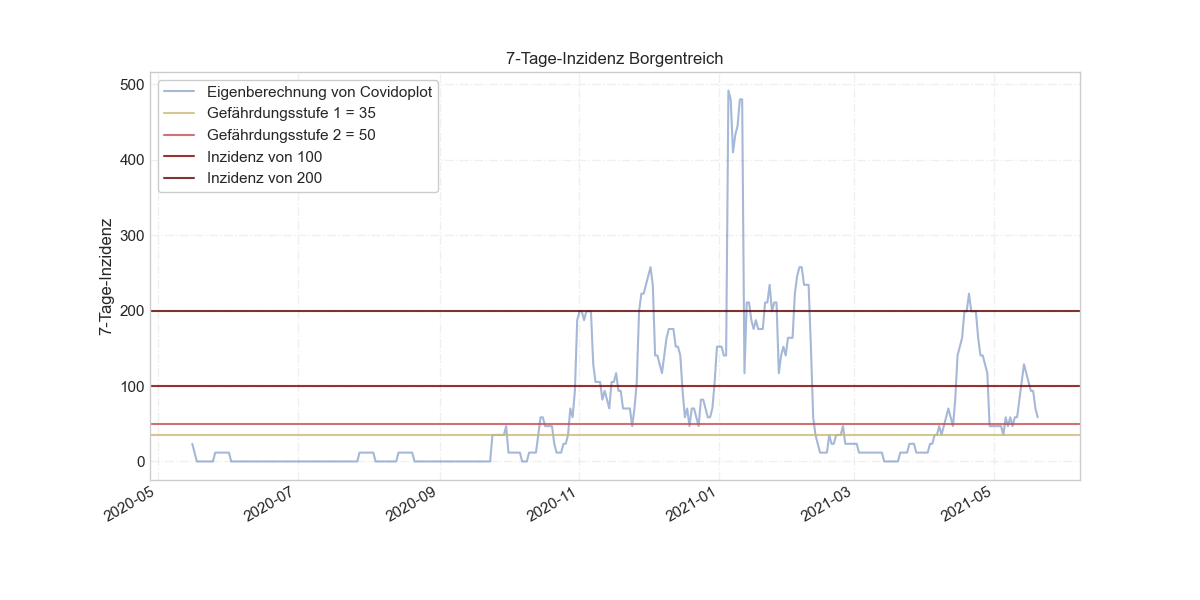 7-Tage-Inzidenz Borgentreich
Eigenberechnung von Covidoplot
Gefährdungsstufe 1 = 35
Gefährdungsstufe 2 = 50
Inzidenz von 100
Inzidenz von 200
7-Tage-Inzidenz
500
400
300
200
100
0
2020-05
2020-07
2020-09
2020-11
2021-01
2021-03
2021-05